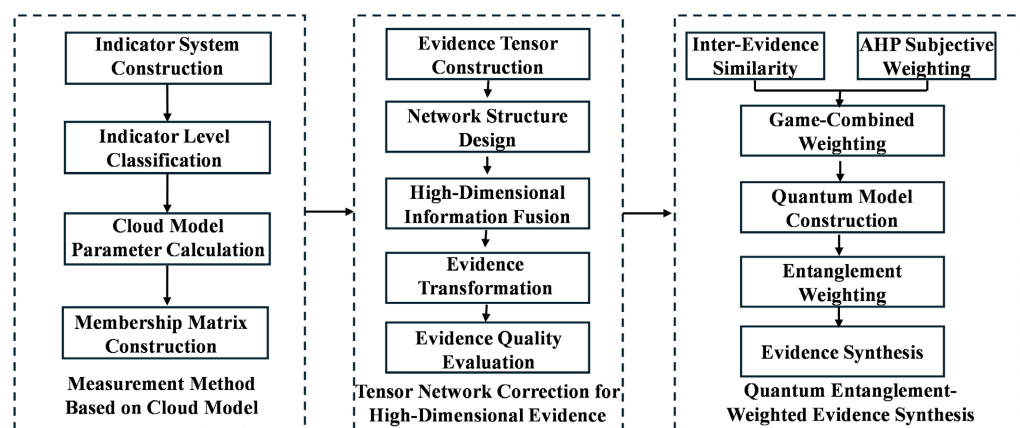 Indicator System
Construction
Indicator Level
Classification
Cloud Model
Parameter Calculation
Membership Matrix
Construction
Measurement Method
Based on Cloud Model
Evidence Tensor
Construction
Network Structure
Design
High-Dimensional
Information Fusion
Evidence
Transformation
Evidence Quality
Evaluation
Tensor Network Correction for
High-Dimensional Evidence
Inter-Evidence
Similarity
AHP Subjective
Weighting
Game-Combined
Weighting
Quantum Model
Construction
Entanglement
Weighting
Evidence Synthesis
Quantum Entanglement-
Weighted Evidence Synthesis